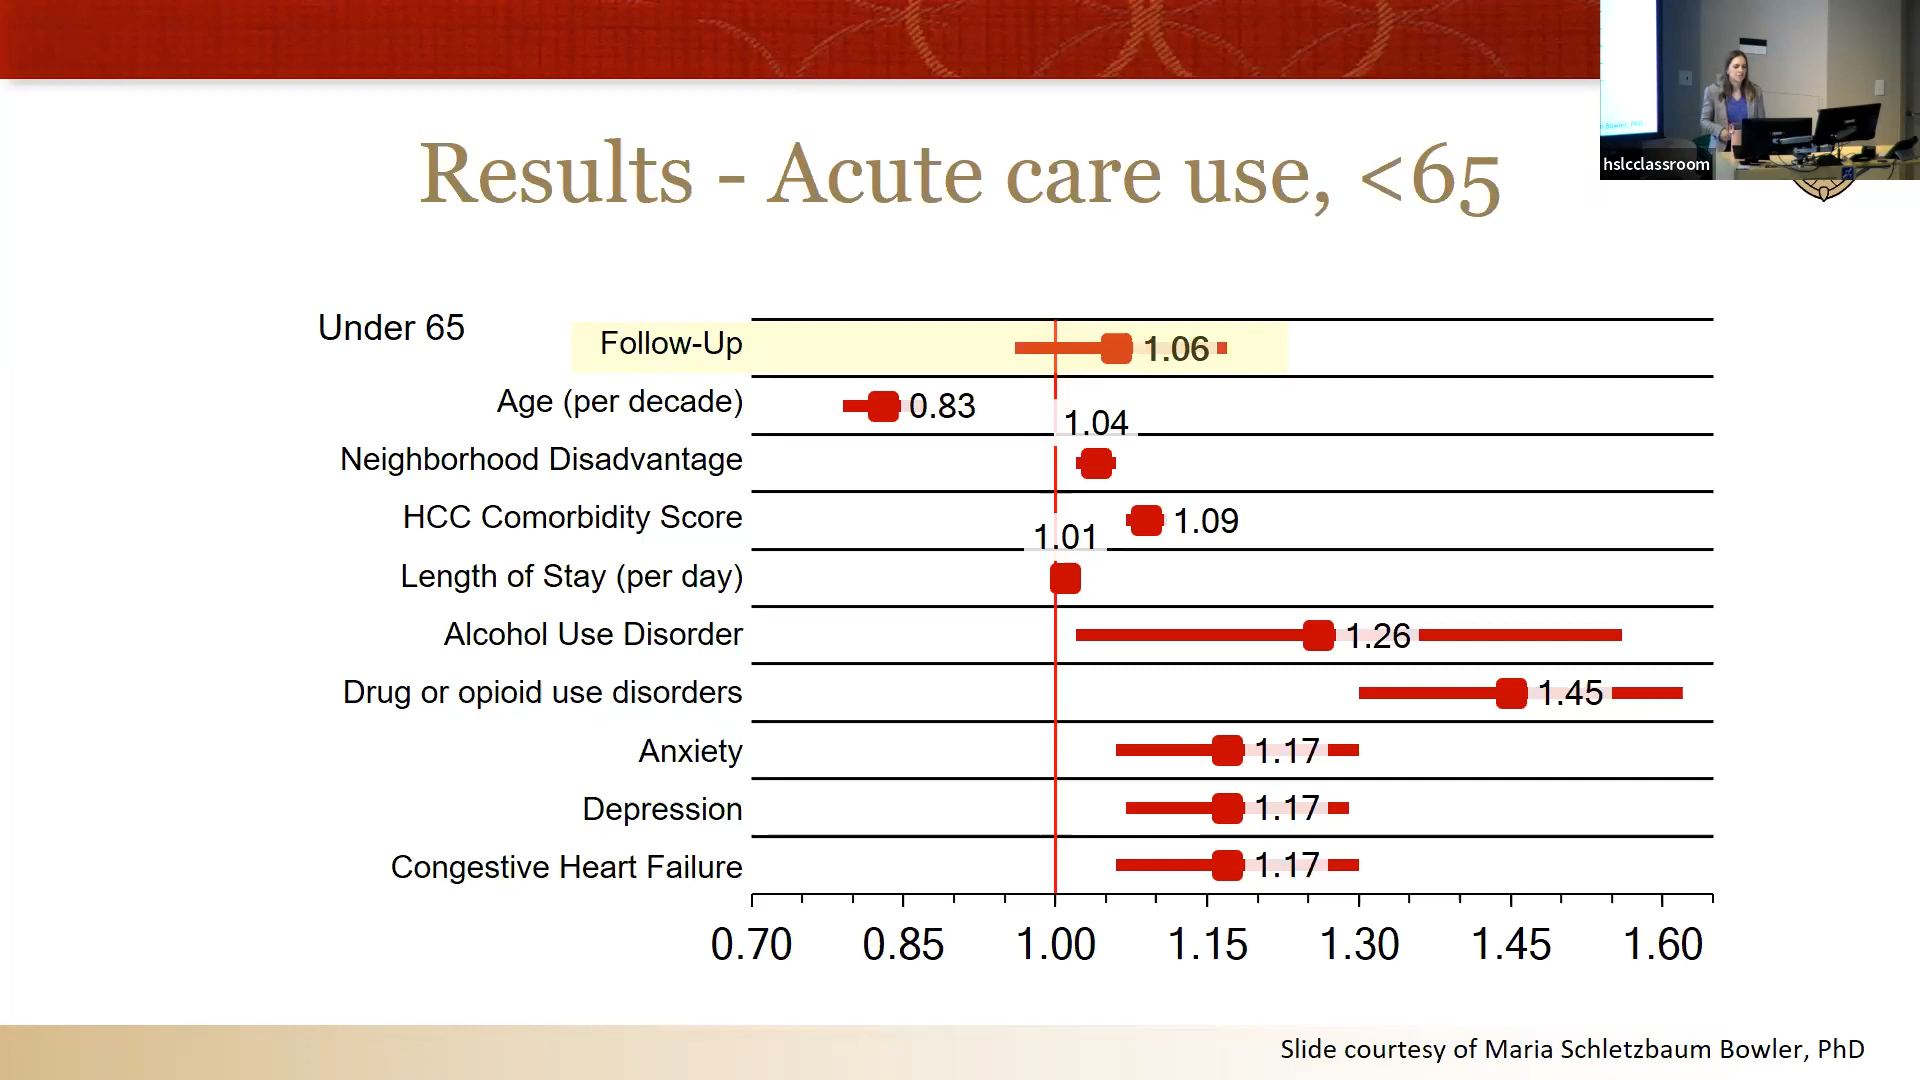 Results - Acute care use, <65
hslcclassroom
Under 65
Follow-Up
1.06
Age (per decade)
0.83
1.04
Neighborhood Disadvantage
HCC Comorbidity Score
1.09
1.01
Length of Stay (per day)
Alcohol Use Disorder
1.26
Drug or opioid use disorders
1.45
Anxiety
1.17
Depression
1.17
Congestive Heart Failure
1.17
0.70 0.85 1.00 1.15 1.30 1.45 1.60
Slide courtesy of Maria Schletzbaum Bowler, PhD